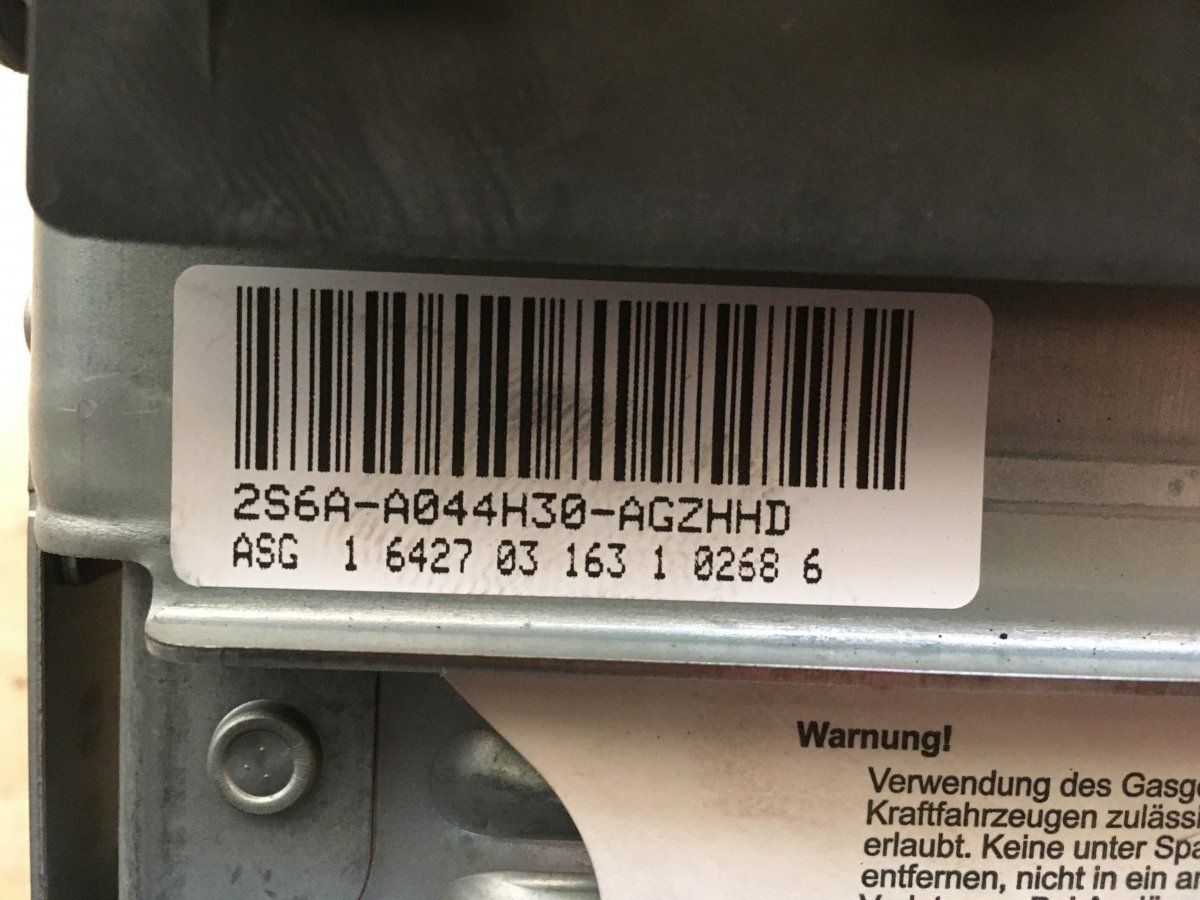 2S6A-A044H30-AGZHHD
ASG 1 6427 03 163 1 0268 6
Warnung!
Verwendung des
Kraftfahrzeugen
erlaubt. Keine unter
entfernen, nicht in ein